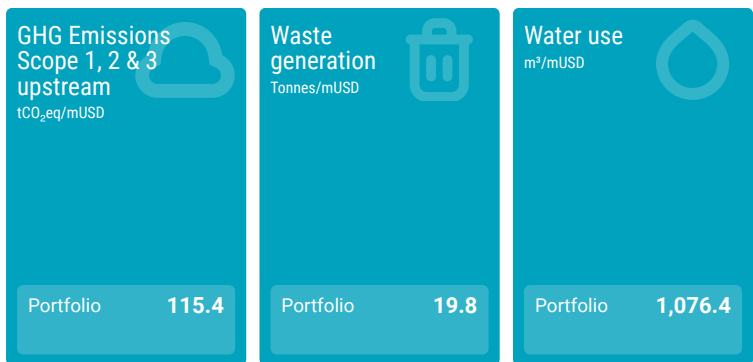 GHG Emissions
Scope 1, 2 & 3
upstream
tCO₂eq/mUSD
Portfolio 115.4
Waste
generation
Tonnes/mUSD
Portfolio 19.8
Water use
m³/mUSD
Portfolio 1,076.4